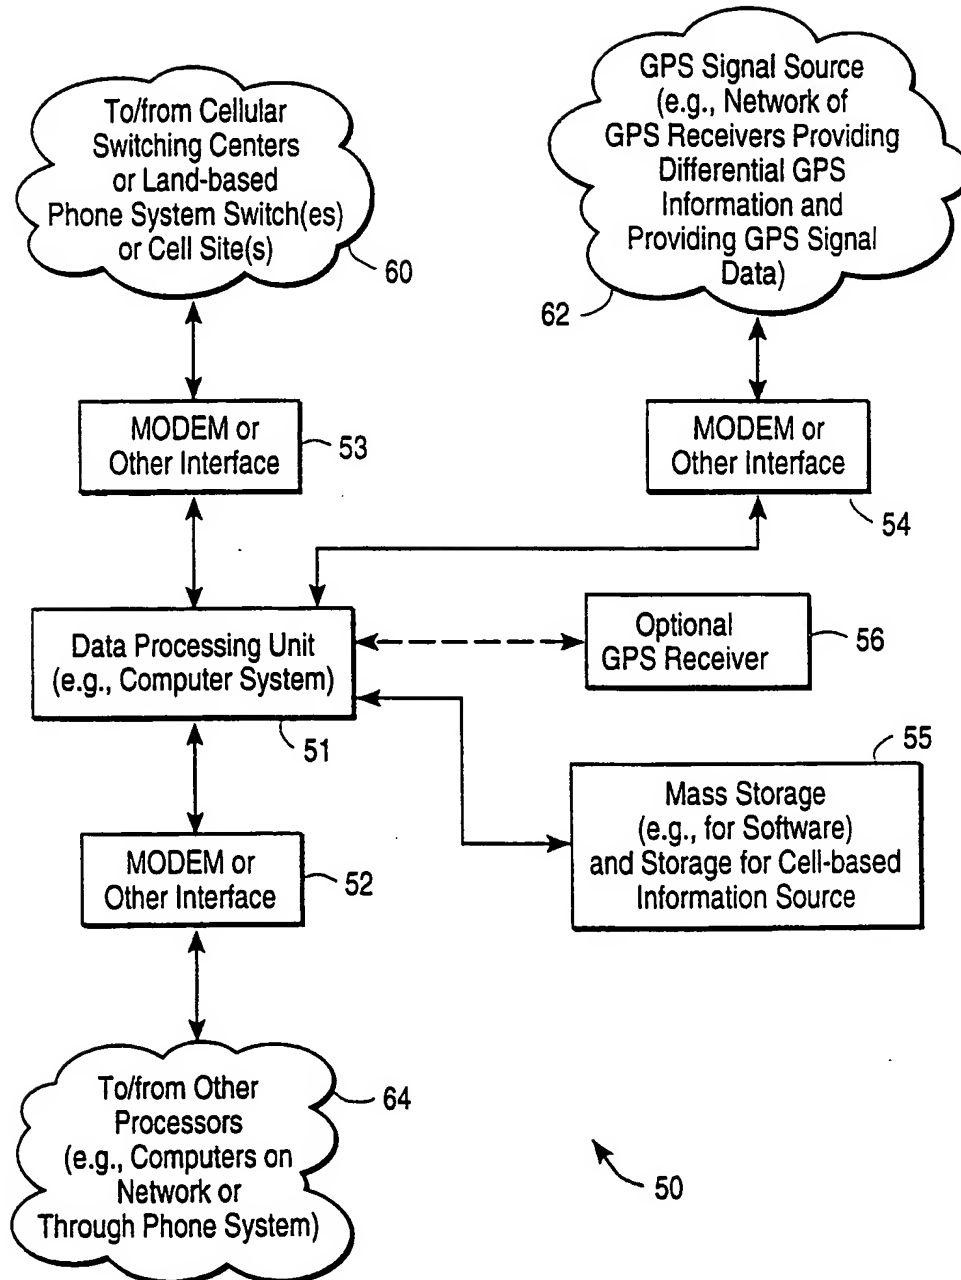 To/from Cellular
Switching Centers
or Land-based
Phone System Switch(es)
or Cell Site(s)
60
GPS Signal Source
(e.g., Network of
GPS Receivers Providing
Differential GPS
Information and
Providing GPS Signal
Data)
62
MODEM or
Other Interface
53
MODEM or
Other Interface
54
Data Processing Unit
(e.g., Computer System)
51
Optional
GPS Receiver
56
55
Mass Storage
(e.g., for Software)
and Storage for Cell-based
Information Source
MODEM or
Other Interface
52
To/from Other
Processors
(e.g., Computers on
Network or
Through Phone System)
64
50